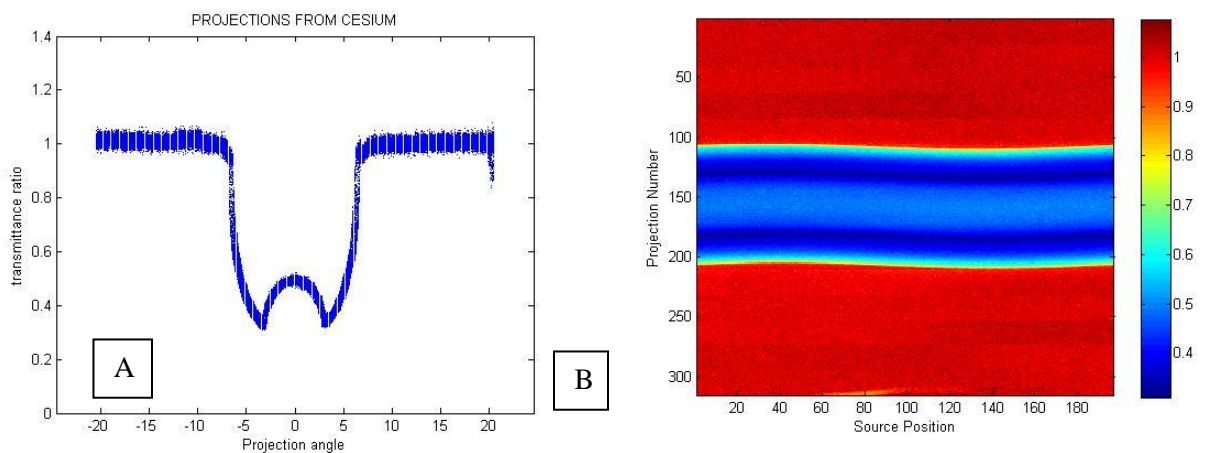 PROJECTIONS FROM CESIUM
1.4
1.2
1
0.8
0.6
0.4
0.2
0
transmittance ratio
-20 -15 -10 -5 0 5 10 15 20
Projection angle
A
B
50
100
150
200
250
300
Projection Number
20 40 60 80 100 120 140 160 180
Source Position
1
0.9
0.8
0.7
0.6
0.5
0.4